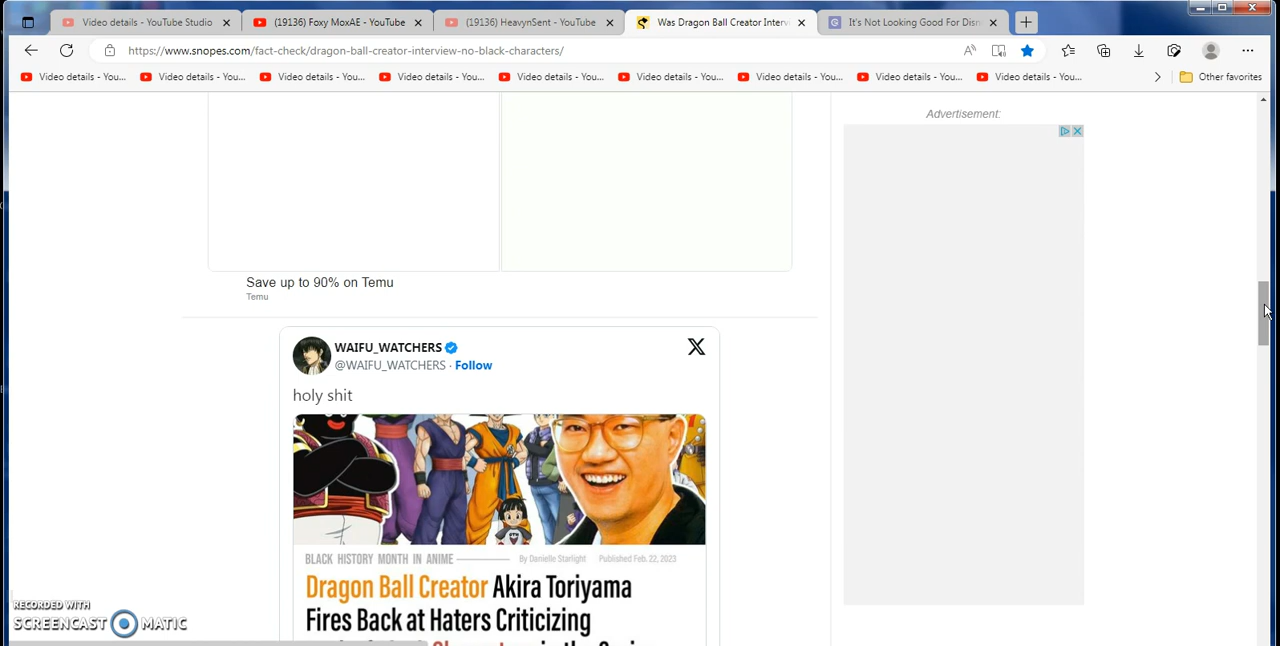 Video details - YouTube Studio
(19136) Foxy MoxAE - YouTube
(19136) HeavynSent - YouTube
Was Dragon Ball Creator Interv
It's Not Looking Good For Disn
https://www.snopes.com/fact-check/dragon-ball-creator-interview-no-black-characters/
Video details - You...
Video details - You...
Video details - You...
Video details - You...
Video details - You...
Video details - You...
Video details - You...
Video details - You...
Video details - You...
Other favorites
Advertisement:
Save up to 90% on Temu
Temu
WAIFU_WATCHERS
@WAIFU_WATCHERS · Follow
holy shit
BLACK HISTORY MONTH IN ANIME
By Danielle Starlight
Published Feb. 22, 2023
Dragon Ball Creator Akira Toriyama
Fires Back at Haters Criticizing
RECORDED WITH
SCREENCAST MATIC